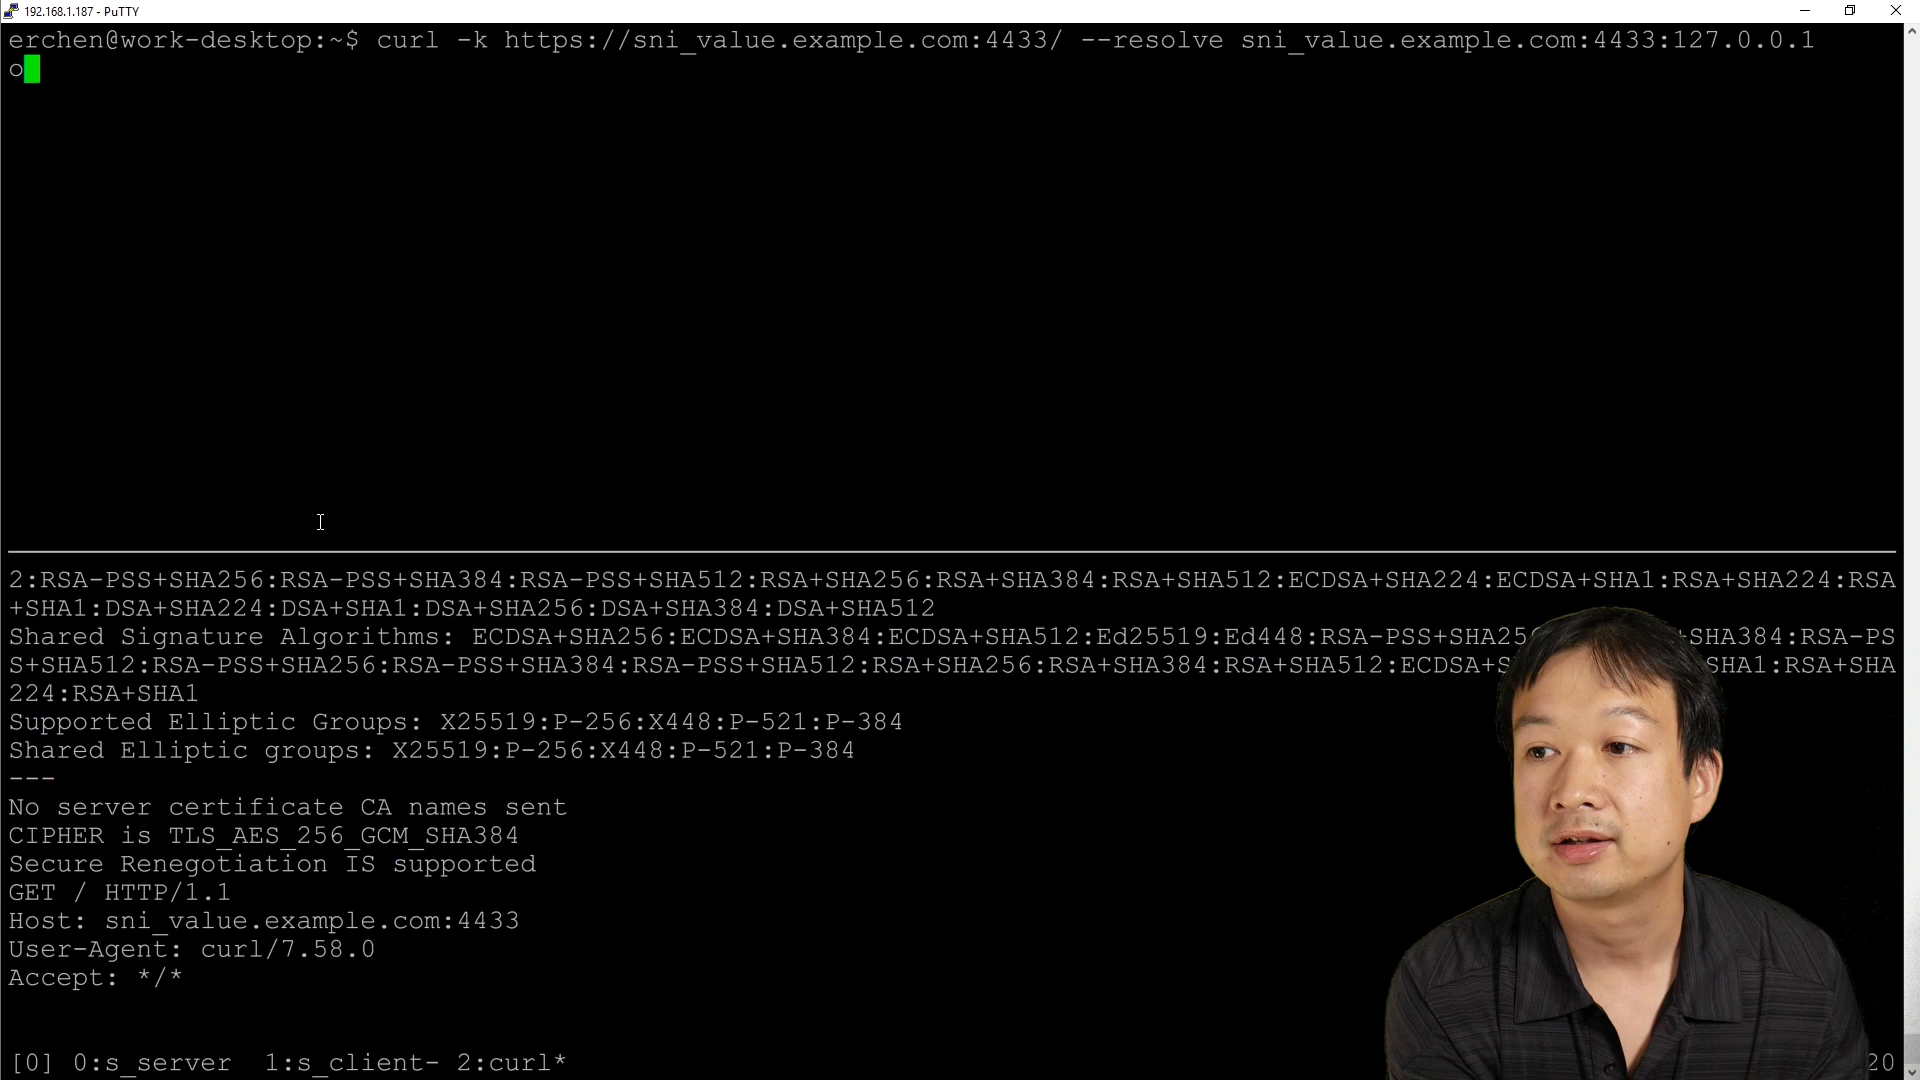 192.168.1.187 - PuTTY
erchen@work-desktop:~$ curl -k https://sni_value.example.com:4433/ --resolve sni_value.example.com:4433:127.0.0.1
o
2:RSA-PSS+SHA256:RSA-PSS+SHA384:RSA-PSS+SHA512:RSA+SHA256:RSA+SHA384:RSA+SHA512:ECDSA+SHA224:ECDSA+SHA1:RSA+SHA224:RSA
+SHA1:DSA+SHA224:DSA+SHA1:DSA+SHA256:DSA+SHA384:DSA+SHA512
Shared Signature Algorithms: ECDSA+SHA256:ECDSA+SHA384:ECDSA+SHA512:Ed25519:Ed448:RSA-PSS+SHA25 +SHA384:RSA-PS
S+SHA512:RSA-PSS+SHA256:RSA-PSS+SHA384:RSA-PSS+SHA512:RSA+SHA256:RSA+SHA384:RSA+SHA512:ECDSA+S SHA1:RSA+SHA
224:RSA+SHA1
Supported Elliptic Groups: X25519:P-256:X448:P-521:P-384
Shared Elliptic groups: X25519:P-256:X448:P-521:P-384
---
No server certificate CA names sent
CIPHER is TLS_AES_256_GCM_SHA384
Secure Renegotiation IS supported
GET / HTTP/1.1
Host: sni_value.example.com:4433
User-Agent: curl/7.58.0
Accept: */*
[0] 0:s_server 1:s_client- 2:curl* 20